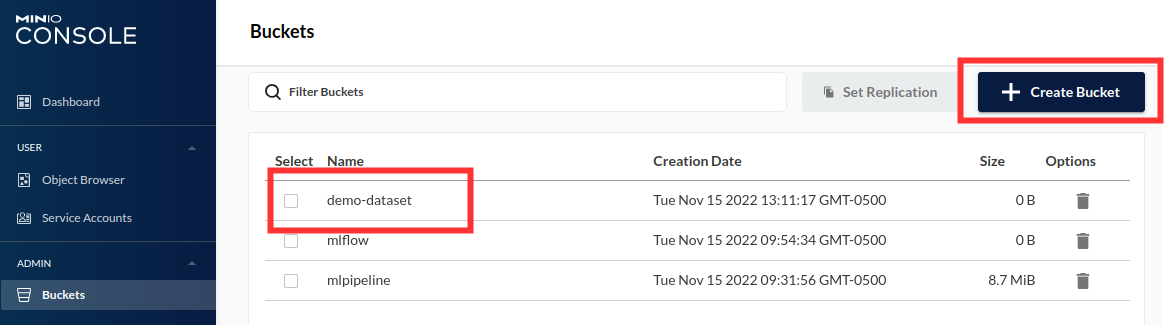 MINIO
CONSOLE
Dashboard
USER
Object Browser
Service Accounts
ADMIN
Buckets
Buckets
Filter Buckets
Set Replication
Create Bucket
Select Name Creation Date Size Options
demo-dataset Tue Nov 15 2022 13:11:17 GMT-0500 0 B
mlflow Tue Nov 15 2022 09:54:34 GMT-0500 0 B
mlpipeline Tue Nov 15 2022 09:31:56 GMT-0500 8.7 MiB